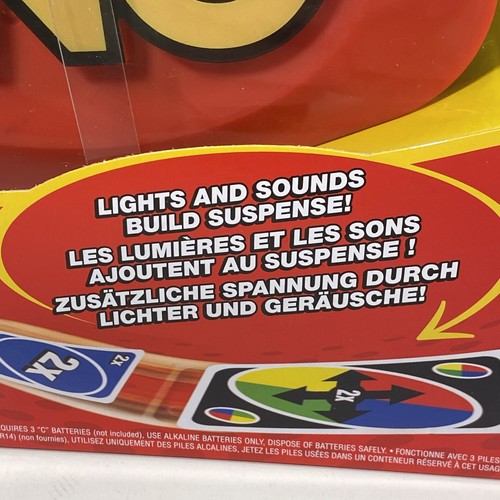 NO
LIGHTS AND SOUNDS
BUILD SUSPENSE!
LES LUMIÈRES ET LES SONS
AJOUTENT AU SUSPENSE !
ZUSÄTZLICHE SPANNUNG DURCH
LICHTER UND GERÄUSCHE!
2x
2x
2x
3 "C" BATTERIES (not included), USE ALKALINE BATTERIES ONLY, DISPOSE OF BATTERIES SAFELY. • FONCTIONNE AVEC 3 PILES
(non fournies), UTILISEZ UNIQUEMENT DES PILES ALCALINES, JETEZ LES PILES USÉES DANS UN CONTENEUR RÉSERVÉ À CET